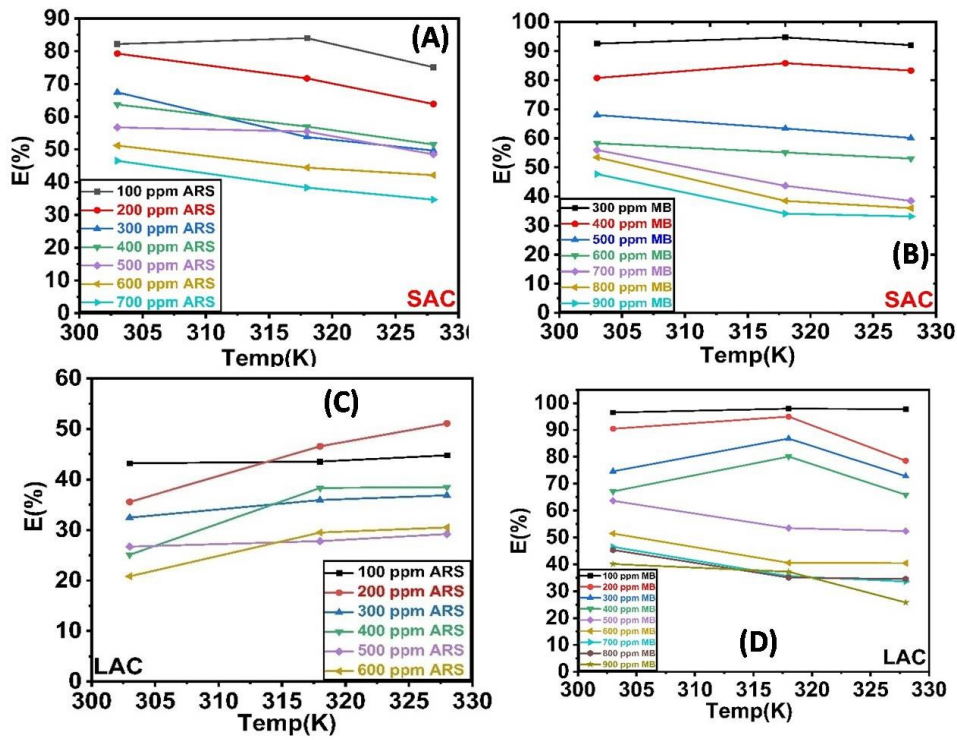 (A)
E(%)
90
80
70
60
50
40
30
20
10
0
100 ppm ARS
200 ppm ARS
300 ppm ARS
400 ppm ARS
500 ppm ARS
600 ppm ARS
700 ppm ARS
SAC
300 305 310 315 320 325 330
Temp(K)
(B)
E(%)
100
90
80
70
60
50
40
30
20
10
0
300 ppm MB
400 ppm MB
500 ppm MB
600 ppm MB
700 ppm MB
800 ppm MB
900 ppm MB
SAC
300 305 310 315 320 325 330
Temp(K)
(C)
E(%)
60
50
40
30
20
10
0
100 ppm ARS
200 ppm ARS
300 ppm ARS
400 ppm ARS
500 ppm ARS
600 ppm ARS
LAC
300 305 310 315 320 325 330
Temp(K)
(D)
E(%)
100
90
80
70
60
50
40
30
20
10
0
100 ppm MB
200 ppm MB
300 ppm MB
400 ppm MB
500 ppm MB
600 ppm MB
700 ppm MB
800 ppm MB
900 ppm MB
LAC
300 305 310 315 320 325 330
Temp(K)